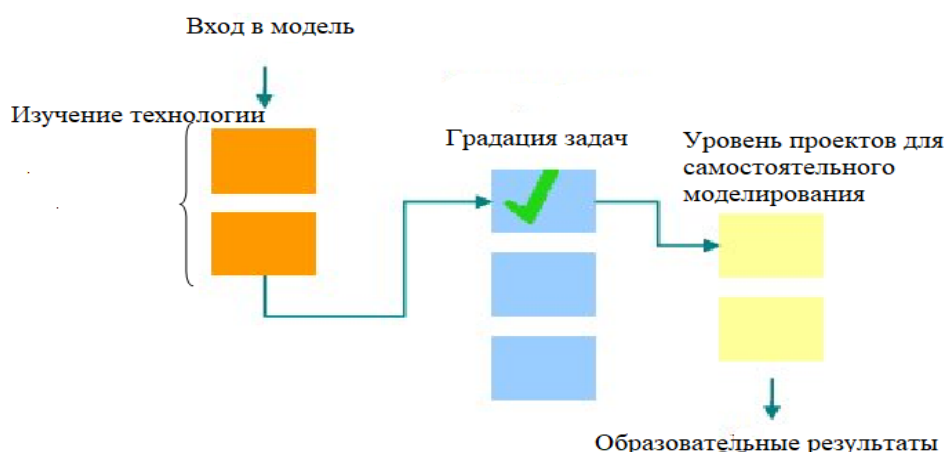 Вход в модель
Изучение технологии
Градация задач
Уровень проектов для
самостоятельного
моделирования
Образовательные результаты